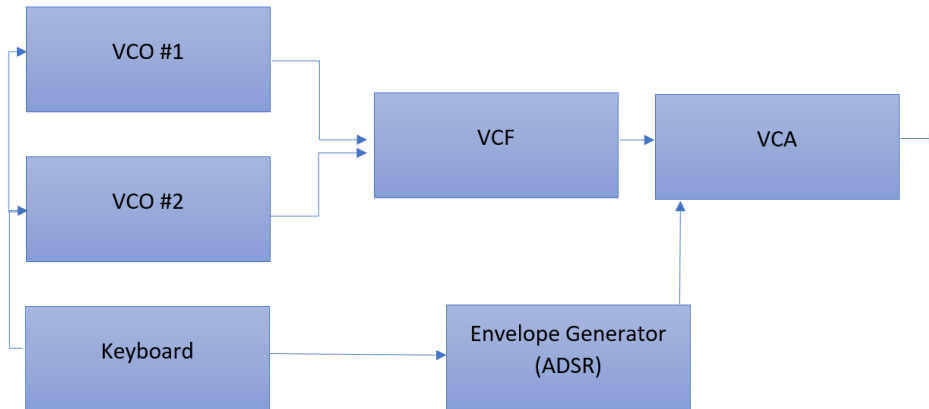 VCO #1
VCF
VCA
VCO #2
Keyboard
Envelope Generator
(ADSR)